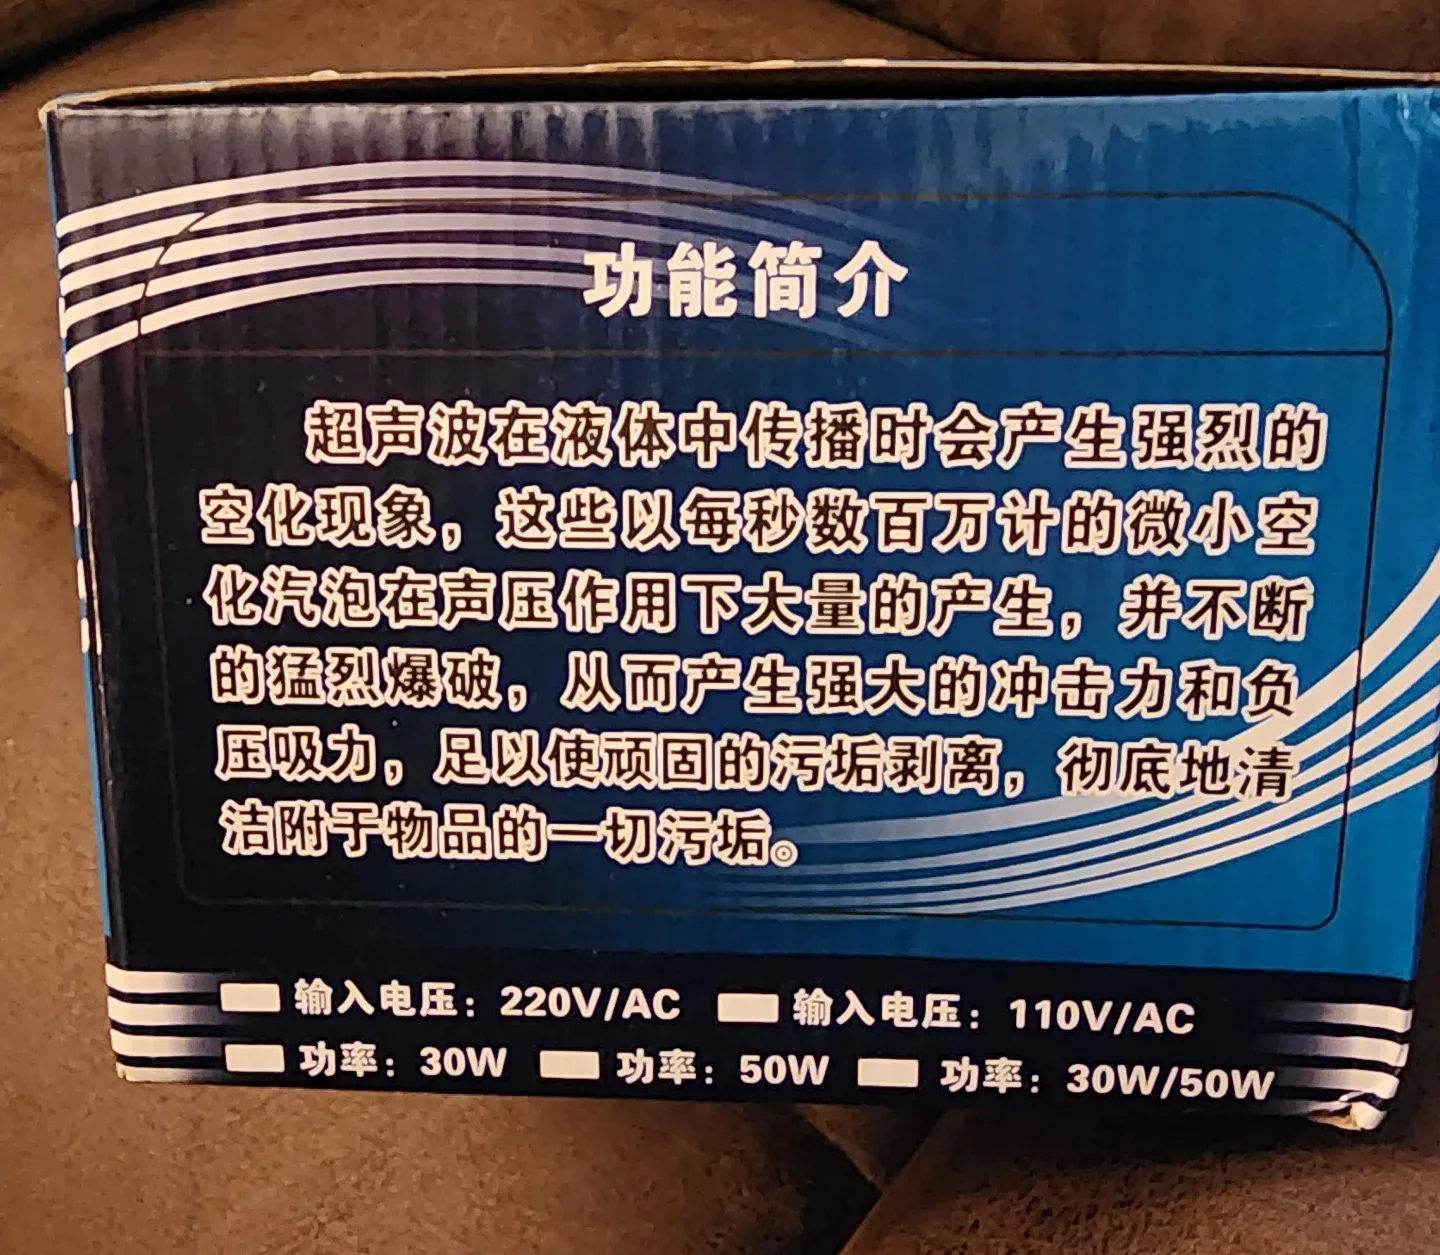 功能简介
超声波在液体中传播时会产生强烈的
空化现象，这些以每秒数百万计的微小空
化汽泡在声压作用下大量的产生，并不断
的猛烈爆破，从而产生强大的冲击力和负
压吸力，足以使顽固的污垢剥离，彻底地清
洁附于物品的一切污垢。
输入电压：220V/AC 输入电压：110V/AC
功率：30W 功率：50W 功率：30W/50W